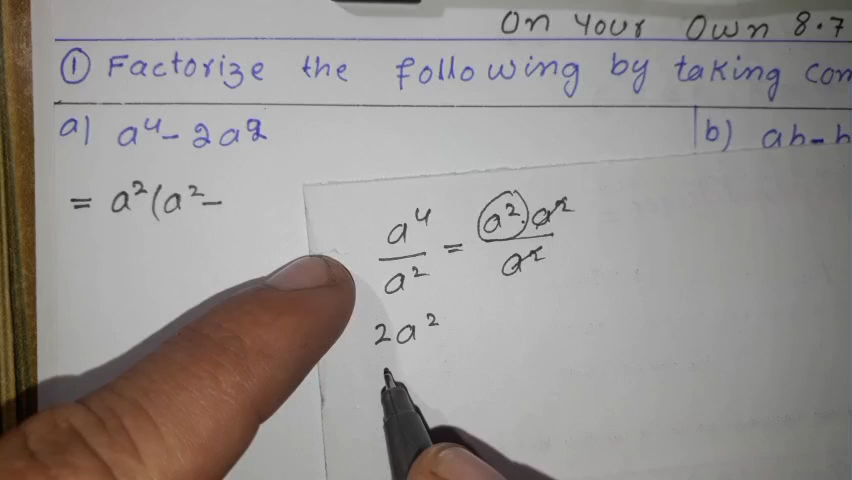 On Your Own 8.7
① Factorize the following by taking com
a) a⁴- 2a²
b) ab-b
= a²(a²-
a⁴/a² = a².a²/a²
2a²